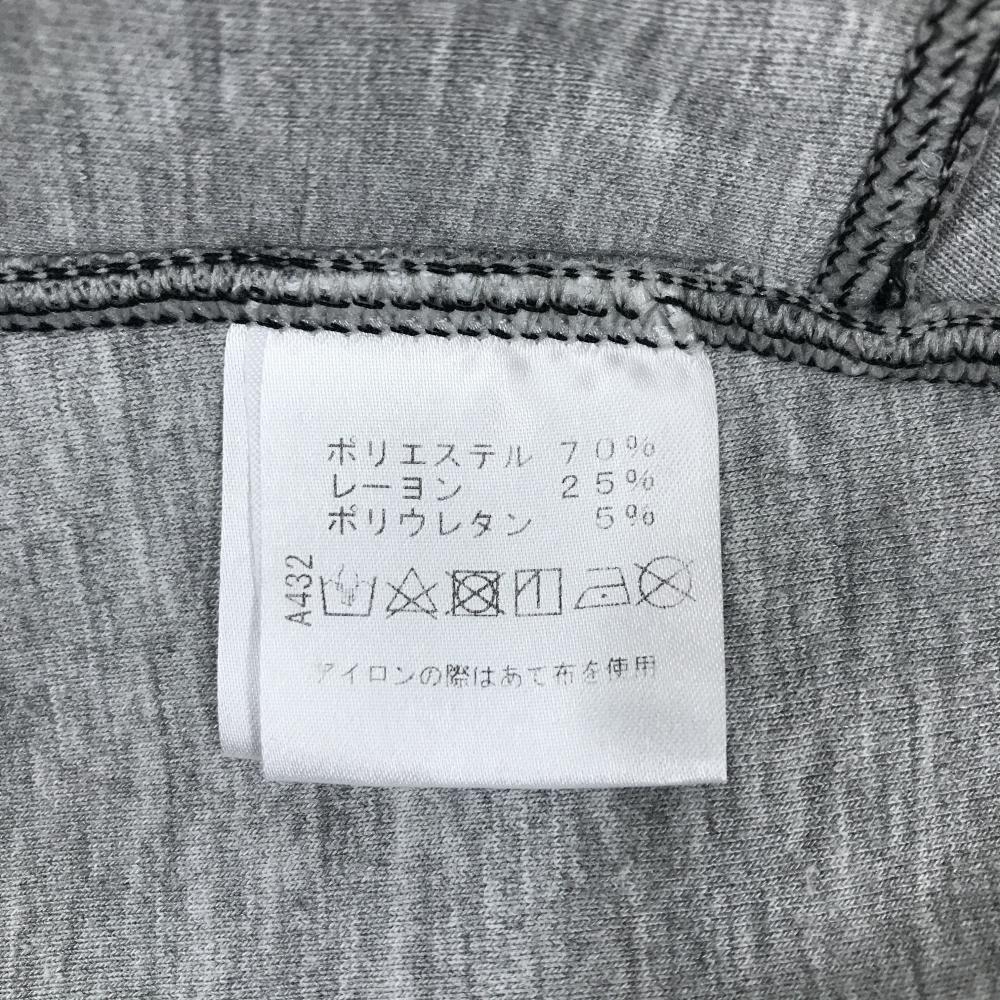 ポリエステル 70%
レーヨン 25%
ポリウレタン 5%
A432
アイロンの際はあて布を使用